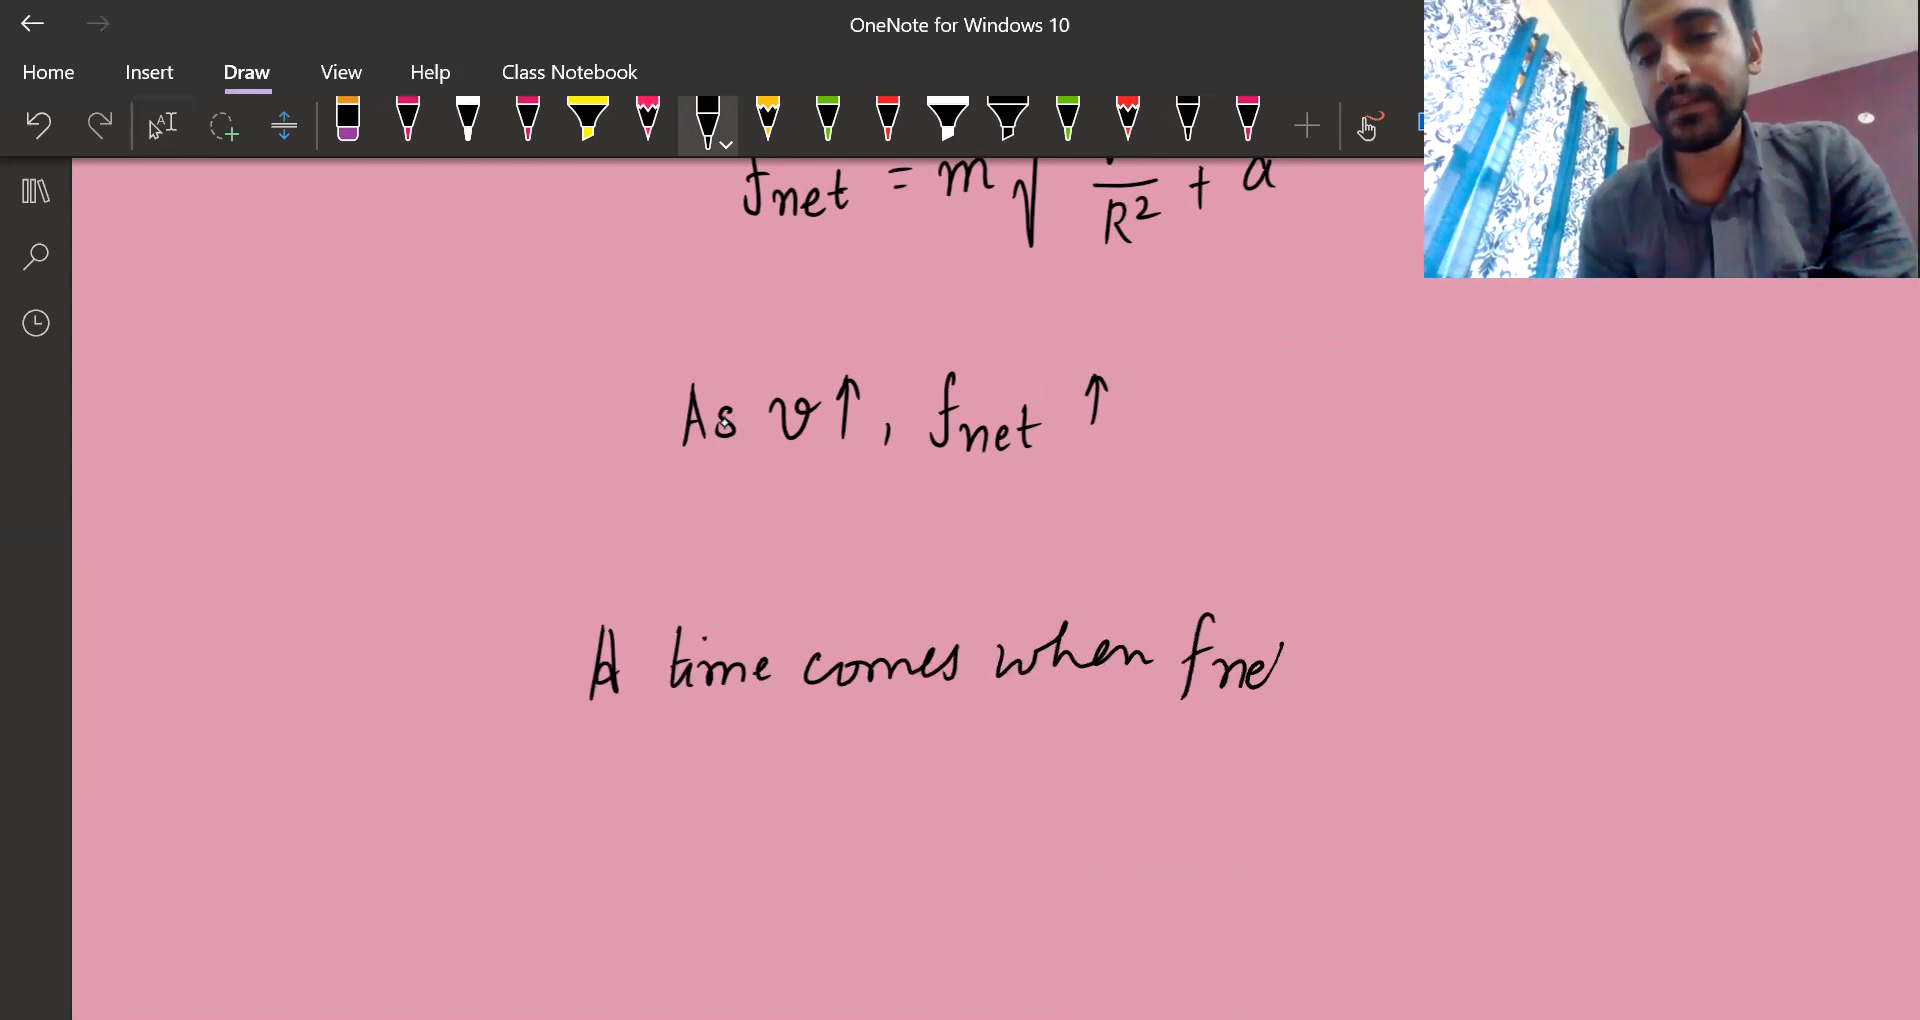 OneNote for Windows 10
Home Insert Draw View Help Class Notebook
fnet = m√ /R² + a
As v↑, fnet ↑
A time comes when fne